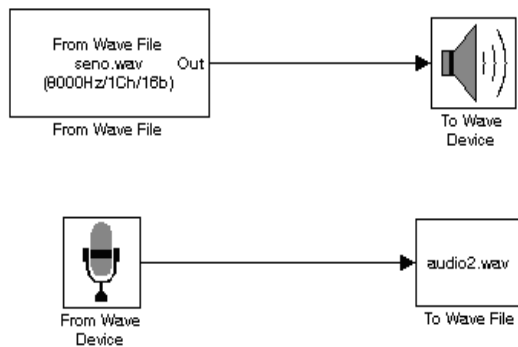 From Wave File
seno.wav
(8000Hz/1Ch/16b)
Out
From Wave File
To Wave
Device
From Wave
Device
audio2.wav
To Wave File